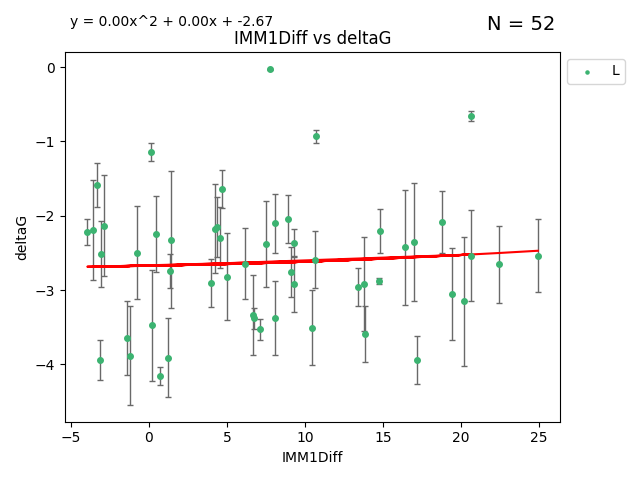 y = 0.00x^2 + 0.00x + -2.67
N = 52
IMM1Diff vs deltaG
L
0
−1
−2
−3
−4
deltaG
−5
0
5
10
15
20
25
IMM1Diff